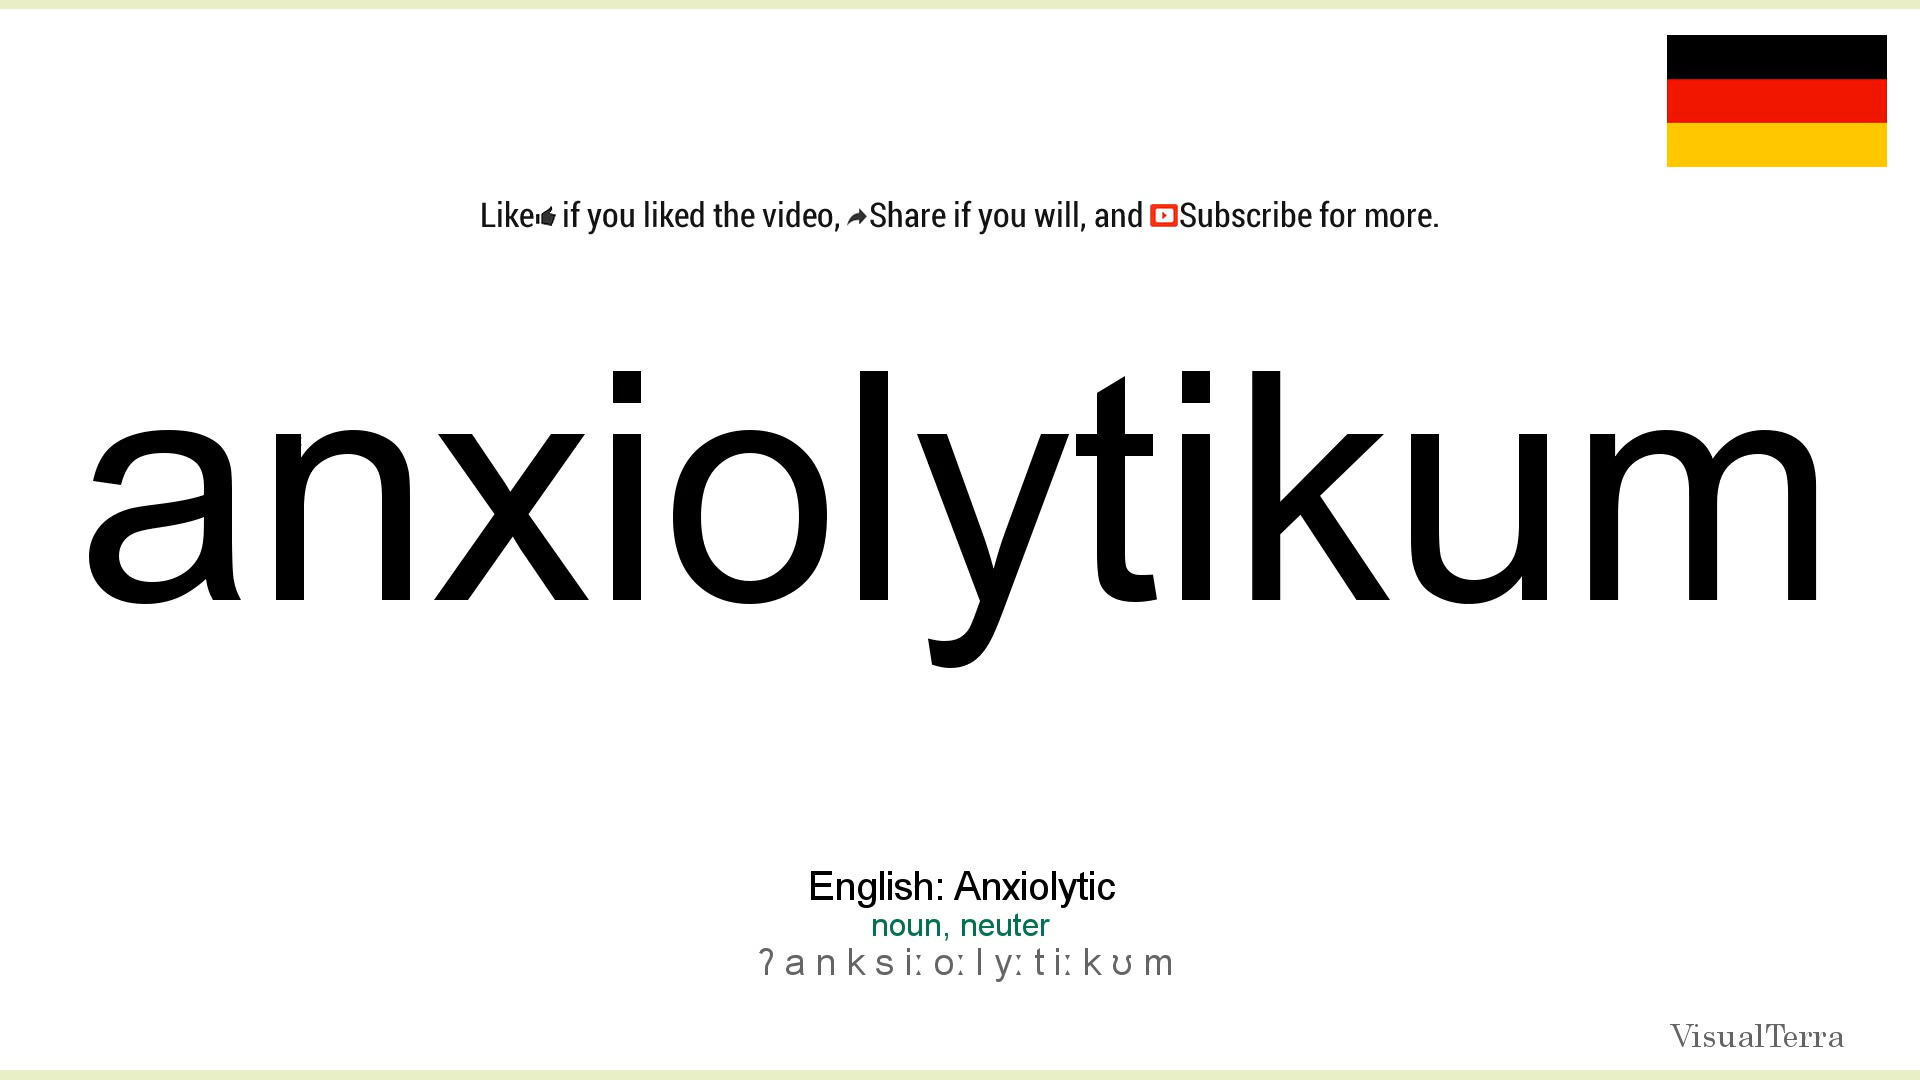 Like if you liked the video, Share if you will, and Subscribe for more.
anxiolytikum
English: Anxiolytic
noun, neuter
ʔ a n k s iː oː l yː t iː k ʊ m
VisualTerra